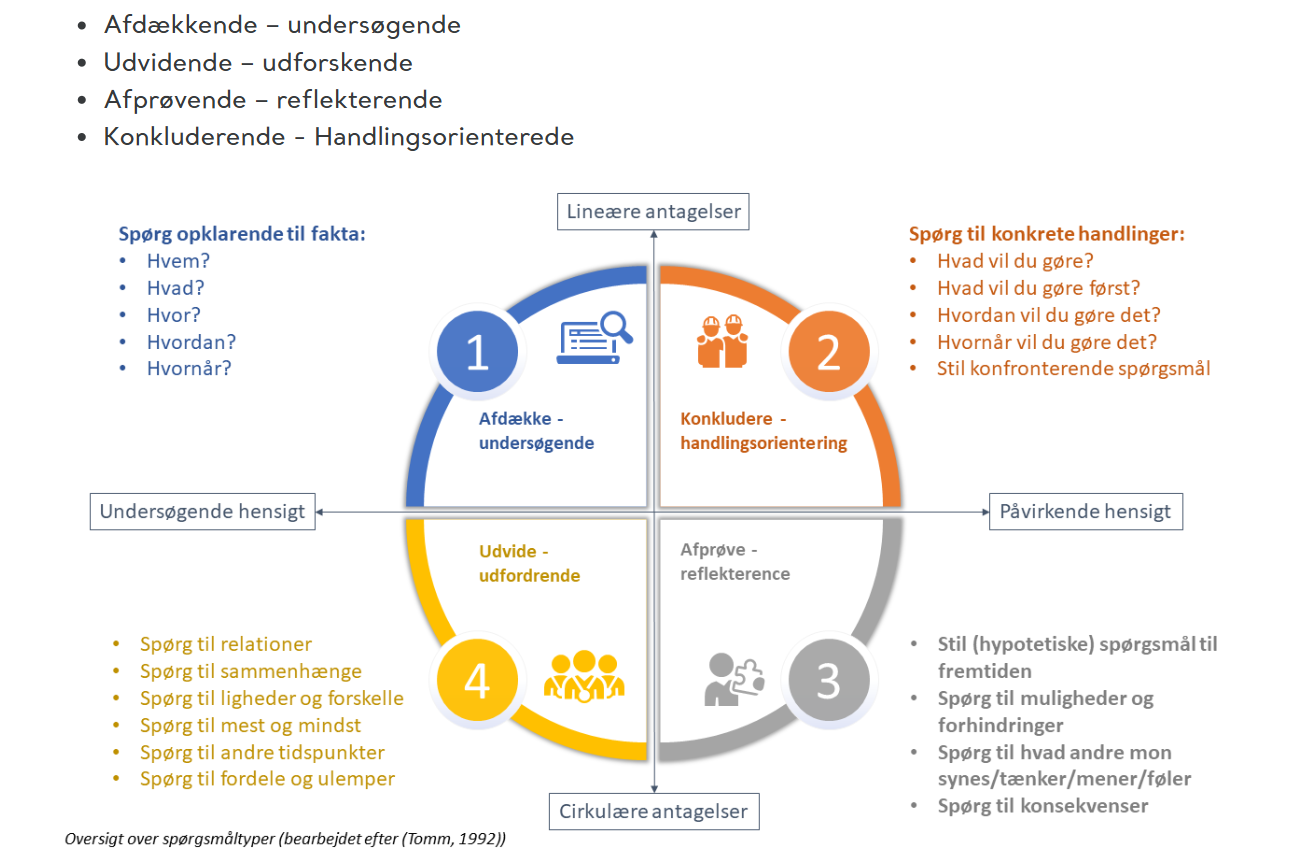 • Afdækkende – undersøgende
• Udvidende – udforskende
• Afprøvende – reflekterende
• Konkluderende - Handlingsorienterede
Lineære antagelser
Spørg opklarende til fakta:
• Hvem?
• Hvad?
• Hvor?
• Hvordan?
• Hvornår?
Spørg til konkrete handlinger:
• Hvad vil du gøre?
• Hvad vil du gøre først?
• Hvordan vil du gøre det?
• Hvornår vil du gøre det?
• Stil konfronterende spørgsmål
1
Afdække -
undersøgende
2
Konkludere -
handlingsorientering
Undersøgende hensigt
Påvirkende hensigt
Udvide -
udfordrende
4
Afprøve -
reflekterence
3
• Spørg til relationer
• Spørg til sammenhænge
• Spørg til ligheder og forskelle
• Spørg til mest og mindst
• Spørg til andre tidspunkter
• Spørg til fordele og ulemper
• Stil (hypotetiske) spørgsmål til
fremtiden
• Spørg til muligheder og
forhindringer
• Spørg til hvad andre mon
synes/tænker/mener/føler
• Spørg til konsekvenser
Cirkulære antagelser
Oversigt over spørgsmåltyper (bearbejdet efter (Tomm, 1992))